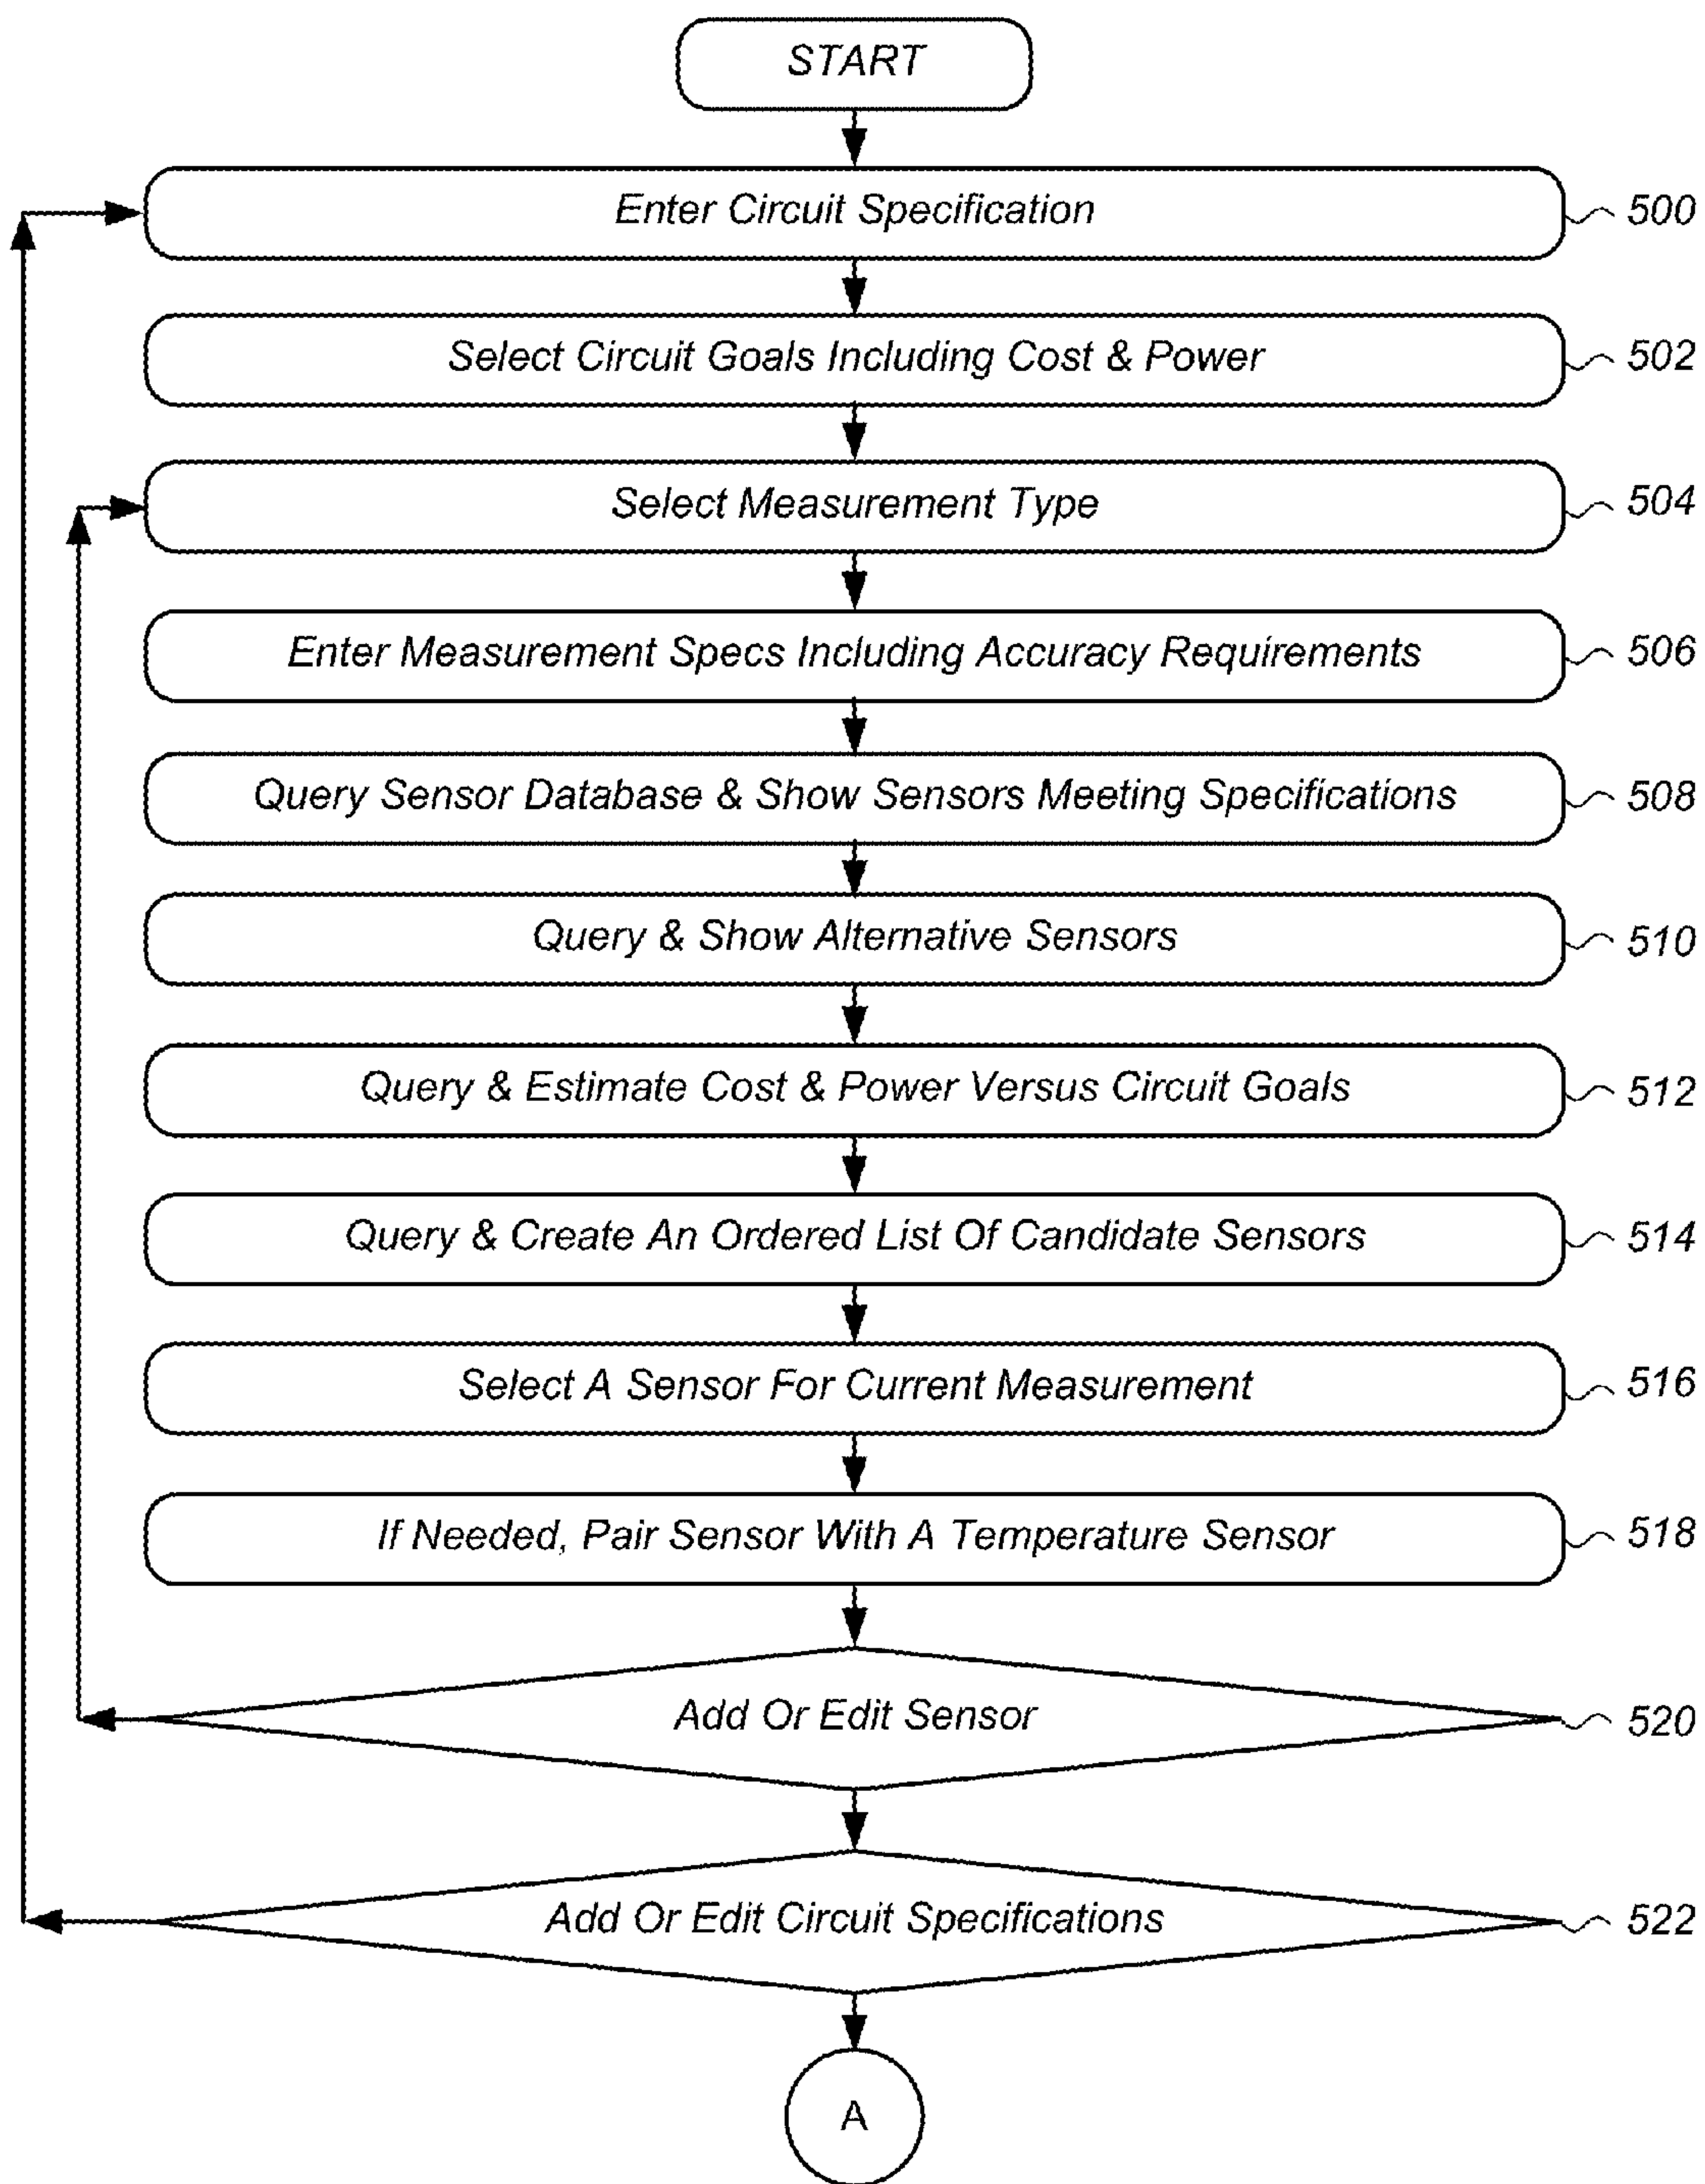 START
Enter Circuit Specification
500
Select Circuit Goals Including Cost & Power
502
Select Measurement Type
504
Enter Measurement Specs Including Accuracy Requirements
506
Query Sensor Database & Show Sensors Meeting Specifications
508
Query & Show Alternative Sensors
510
Query & Estimate Cost & Power Versus Circuit Goals
512
Query & Create An Ordered List Of Candidate Sensors
514
Select A Sensor For Current Measurement
516
If Needed, Pair Sensor With A Temperature Sensor
518
Add Or Edit Sensor
520
Add Or Edit Circuit Specifications
522
A